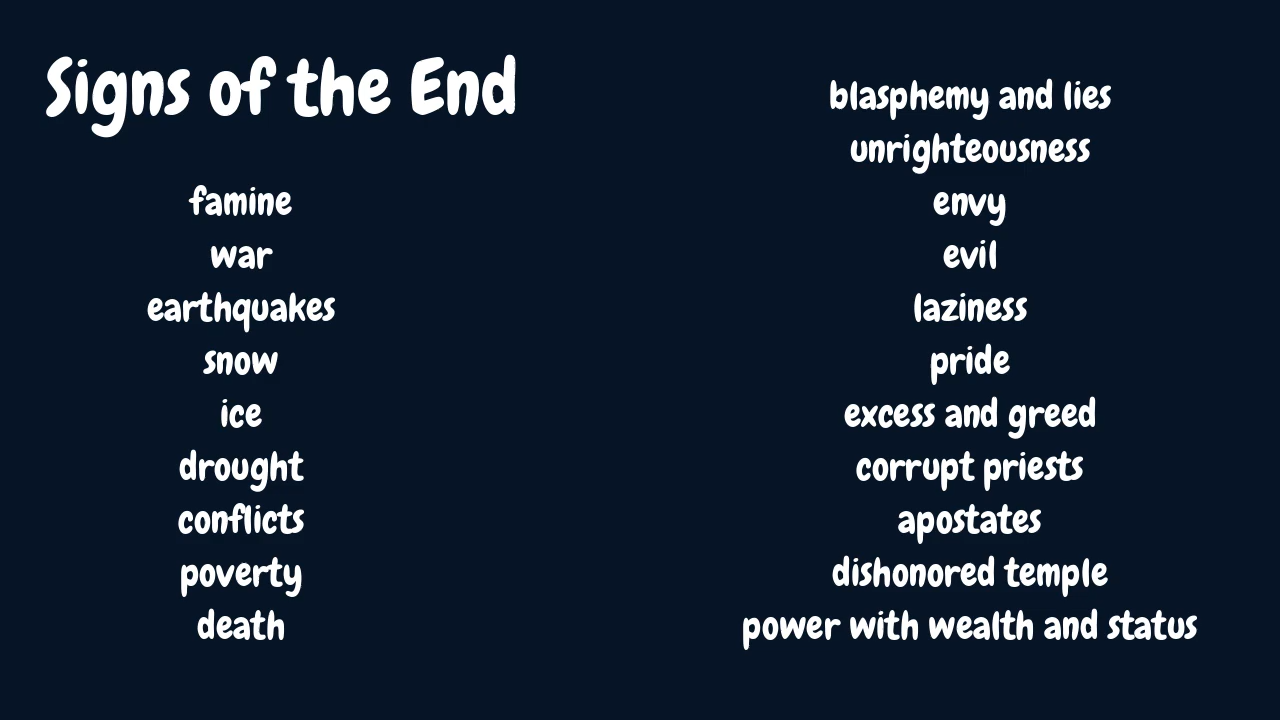 Signs of the End
famine
war
earthquakes
snow
ice
drought
conflicts
poverty
death
blasphemy and lies
unrighteousness
envy
evil
laziness
pride
excess and greed
corrupt priests
apostates
dishonored temple
power with wealth and status